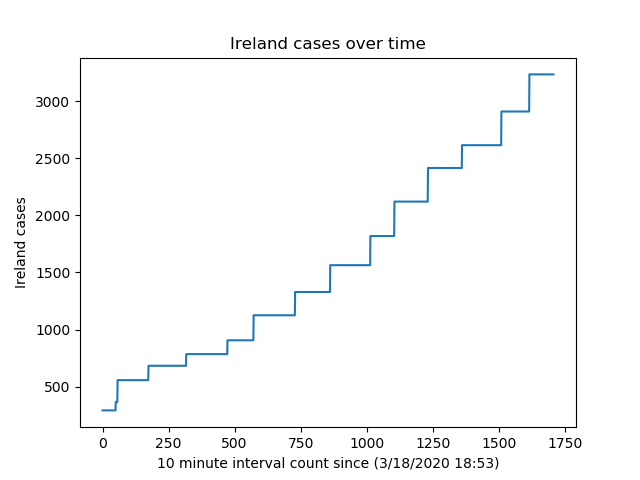 Ireland cases over time
Ireland cases
3000
2500
2000
1500
1000
500
0 250 500 750 1000 1250 1500 1750
10 minute interval count since (3/18/2020 18:53)